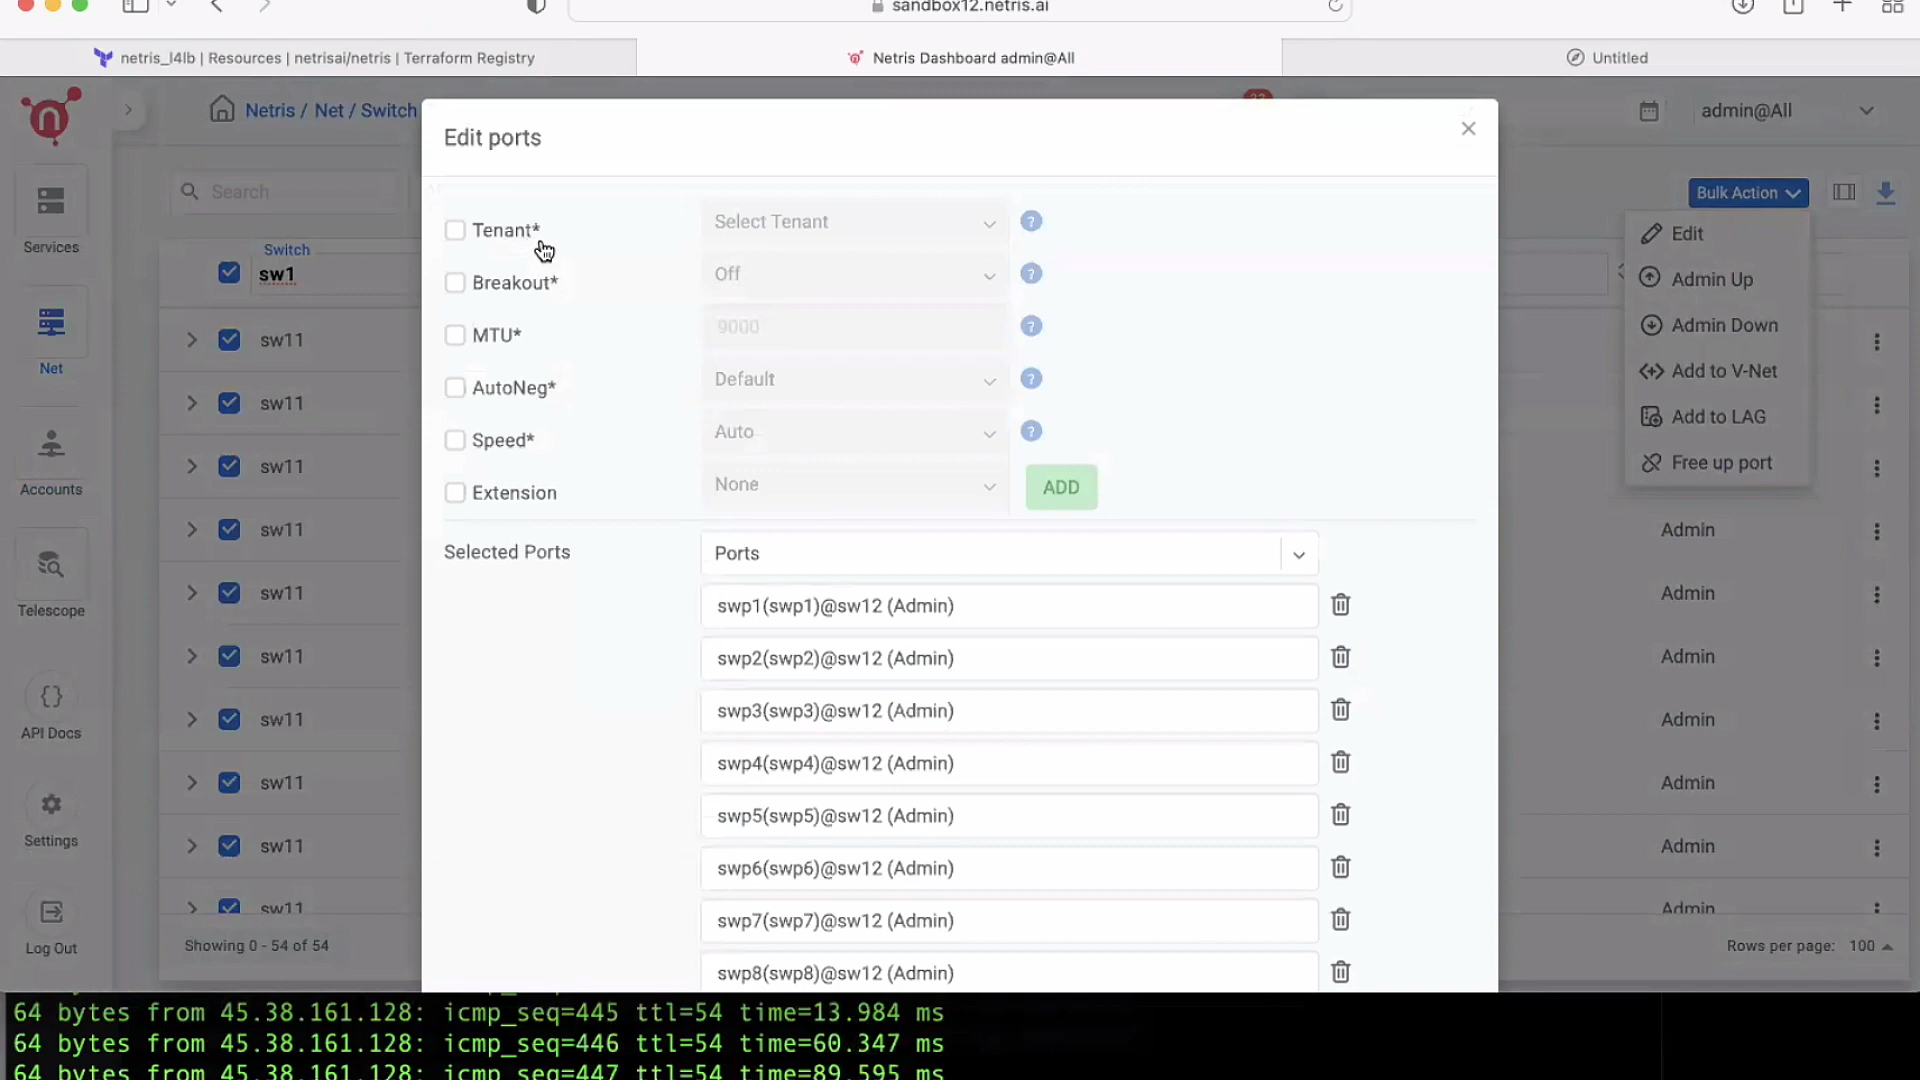 sandbox12.netris.ai
netris_l4lb | Resources | netrisai/netris | Terraform Registry
Netris Dashboard admin@All
Untitled
Netris / Net / Switch
admin@All
Edit ports
Search
Bulk Action
Services
Switch
sw1
Tenant*
Select Tenant
Edit
Breakout*
Off
Admin Up
MTU*
9000
Admin Down
sw11
Net
AutoNeg*
Default
Add to V-Net
sw11
Speed*
Auto
Add to LAG
sw11
Accounts
Extension
None
ADD
Free up port
sw11
Selected Ports
Ports
Admin
sw11
Telescope
swp1(swp1)@sw12 (Admin)
Admin
sw11
swp2(swp2)@sw12 (Admin)
Admin
sw11
API Docs
swp3(swp3)@sw12 (Admin)
Admin
sw11
swp4(swp4)@sw12 (Admin)
Admin
Settings
swp5(swp5)@sw12 (Admin)
sw11
swp6(swp6)@sw12 (Admin)
Admin
sw11
swp7(swp7)@sw12 (Admin)
Admin
Log Out
Showing 0 - 54 of 54
Rows per page: 100
swp8(swp8)@sw12 (Admin)
64 bytes from 45.38.161.128: icmp_seq=445 ttl=54 time=13.984 ms
64 bytes from 45.38.161.128: icmp_seq=446 ttl=54 time=60.347 ms
64 bytes from 45.38.161.128: icmp_seq=447 ttl=54 time=89.595 ms